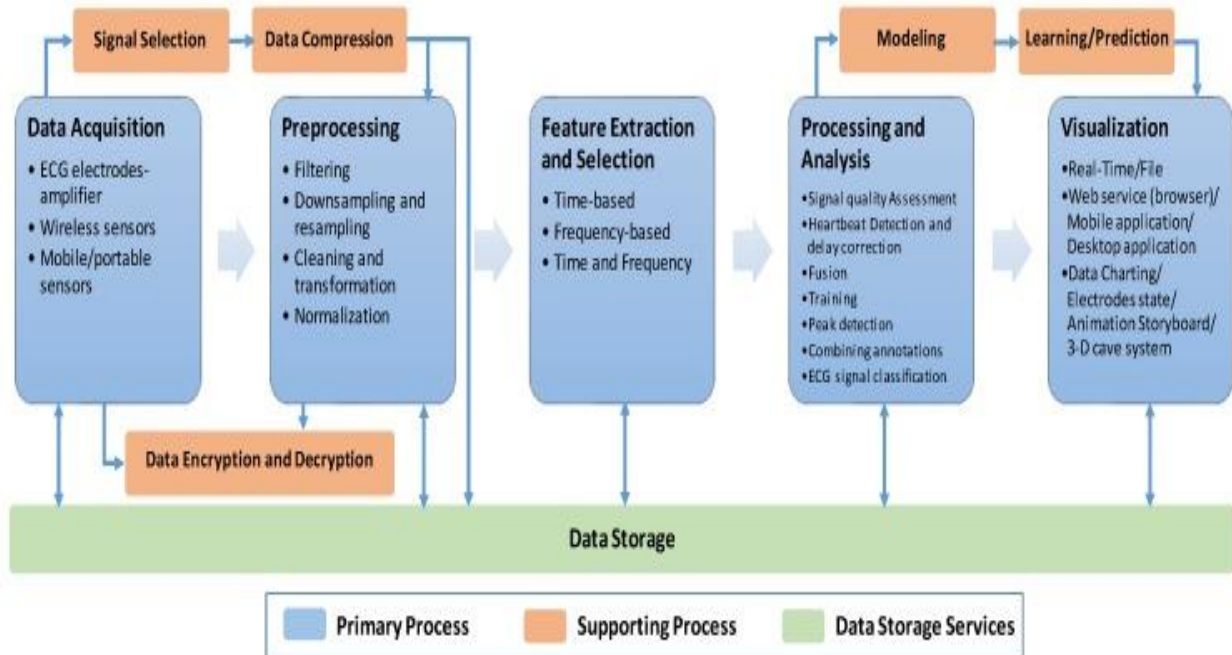 Signal Selection
Data Compression
Modeling
Learning/Prediction
Data Acquisition
• ECG electrodes-
amplifier
• Wireless sensors
• Mobile/portable
sensors
Preprocessing
• Filtering
• Downsampling and
resampling
• Cleaning and
transformation
• Normalization
Feature Extraction
and Selection
• Time-based
• Frequency-based
• Time and Frequency
Processing and
Analysis
•Signal quality Assessment
•Heartbeat Detection and
delay correction
•Fusion
•Training
•Peak detection
•Combining annotations
•ECG signal classification
Visualization
•Real-Time/File
•Web service (browser)/
Mobile application/
Desktop application
•Data Charting/
Electrodes state/
Animation Storyboard/
3-D cave system
Data Encryption and Decryption
Data Storage
Primary Process
Supporting Process
Data Storage Services